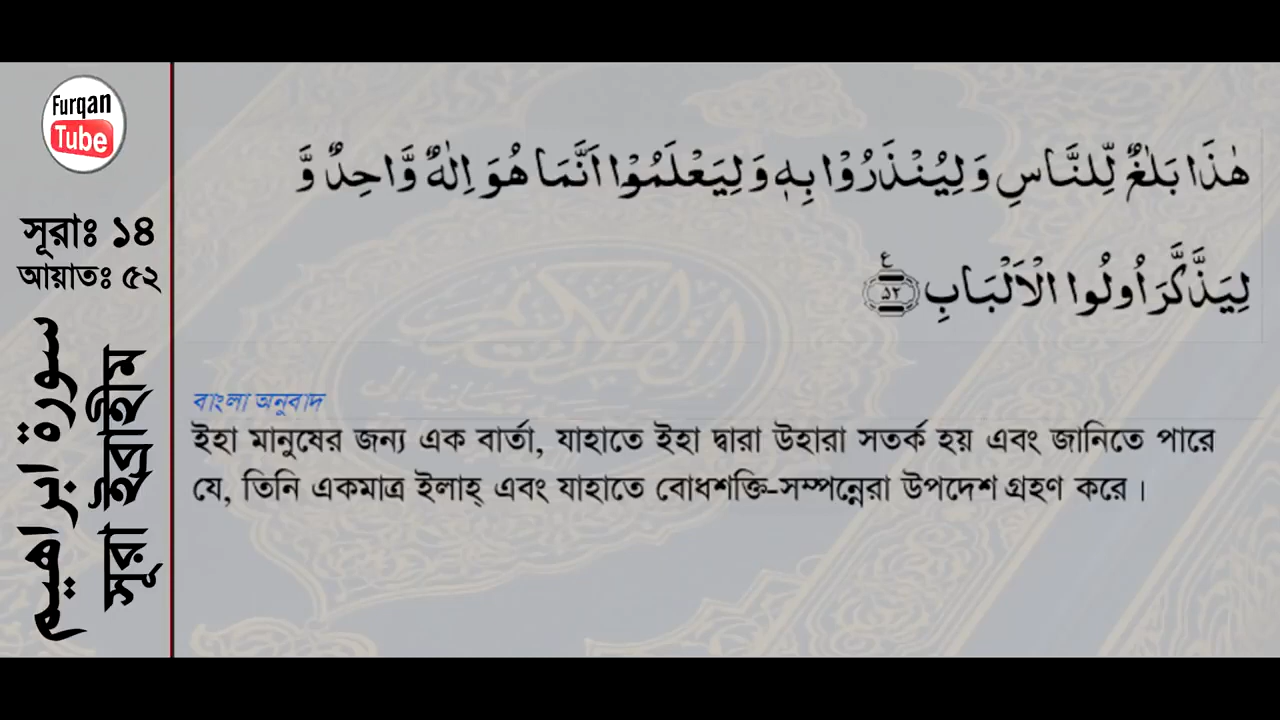 Furqan
Tube
সূরাঃ ১৪
আয়াতঃ ৫২
سورة ابراهيم
সূরা ইব্রাহীম
هٰذَا بَلٰغٌ لِّلنَّاسِ وَ لِيُنْذَرُوْا بِهٖ وَ لِيَعْلَمُوْۤا اَنَّمَا هُوَ اِلٰهٌ وَّاحِدٌ وَّ
لِيَذَّكَّرَ اُولُوا الْاَلْبَابِ ۵۲ ع
বাংলা অনুবাদ
ইহা মানুষের জন্য এক বার্তা, যাহাতে ইহা দ্বারা উহারা সতর্ক হয় এবং জানিতে পারে
যে, তিনি একমাত্র ইলাহ্ এবং যাহাতে বোধশক্তি-সম্পন্নেরা উপদেশ গ্রহণ করে।